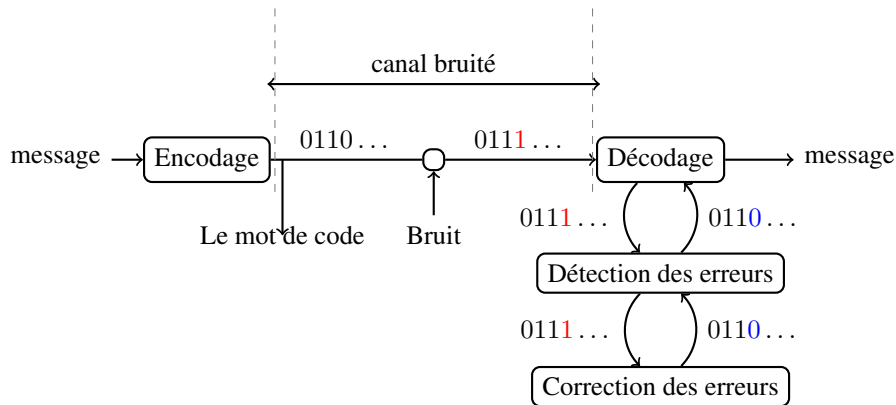 canal bruité
message Encodage 0110 . . . 0111 . . . Décodage message
Le mot de code Bruit 0111 . . . 0110 . . .
Détection des erreurs
0111 . . . 0110 . . .
Correction des erreurs